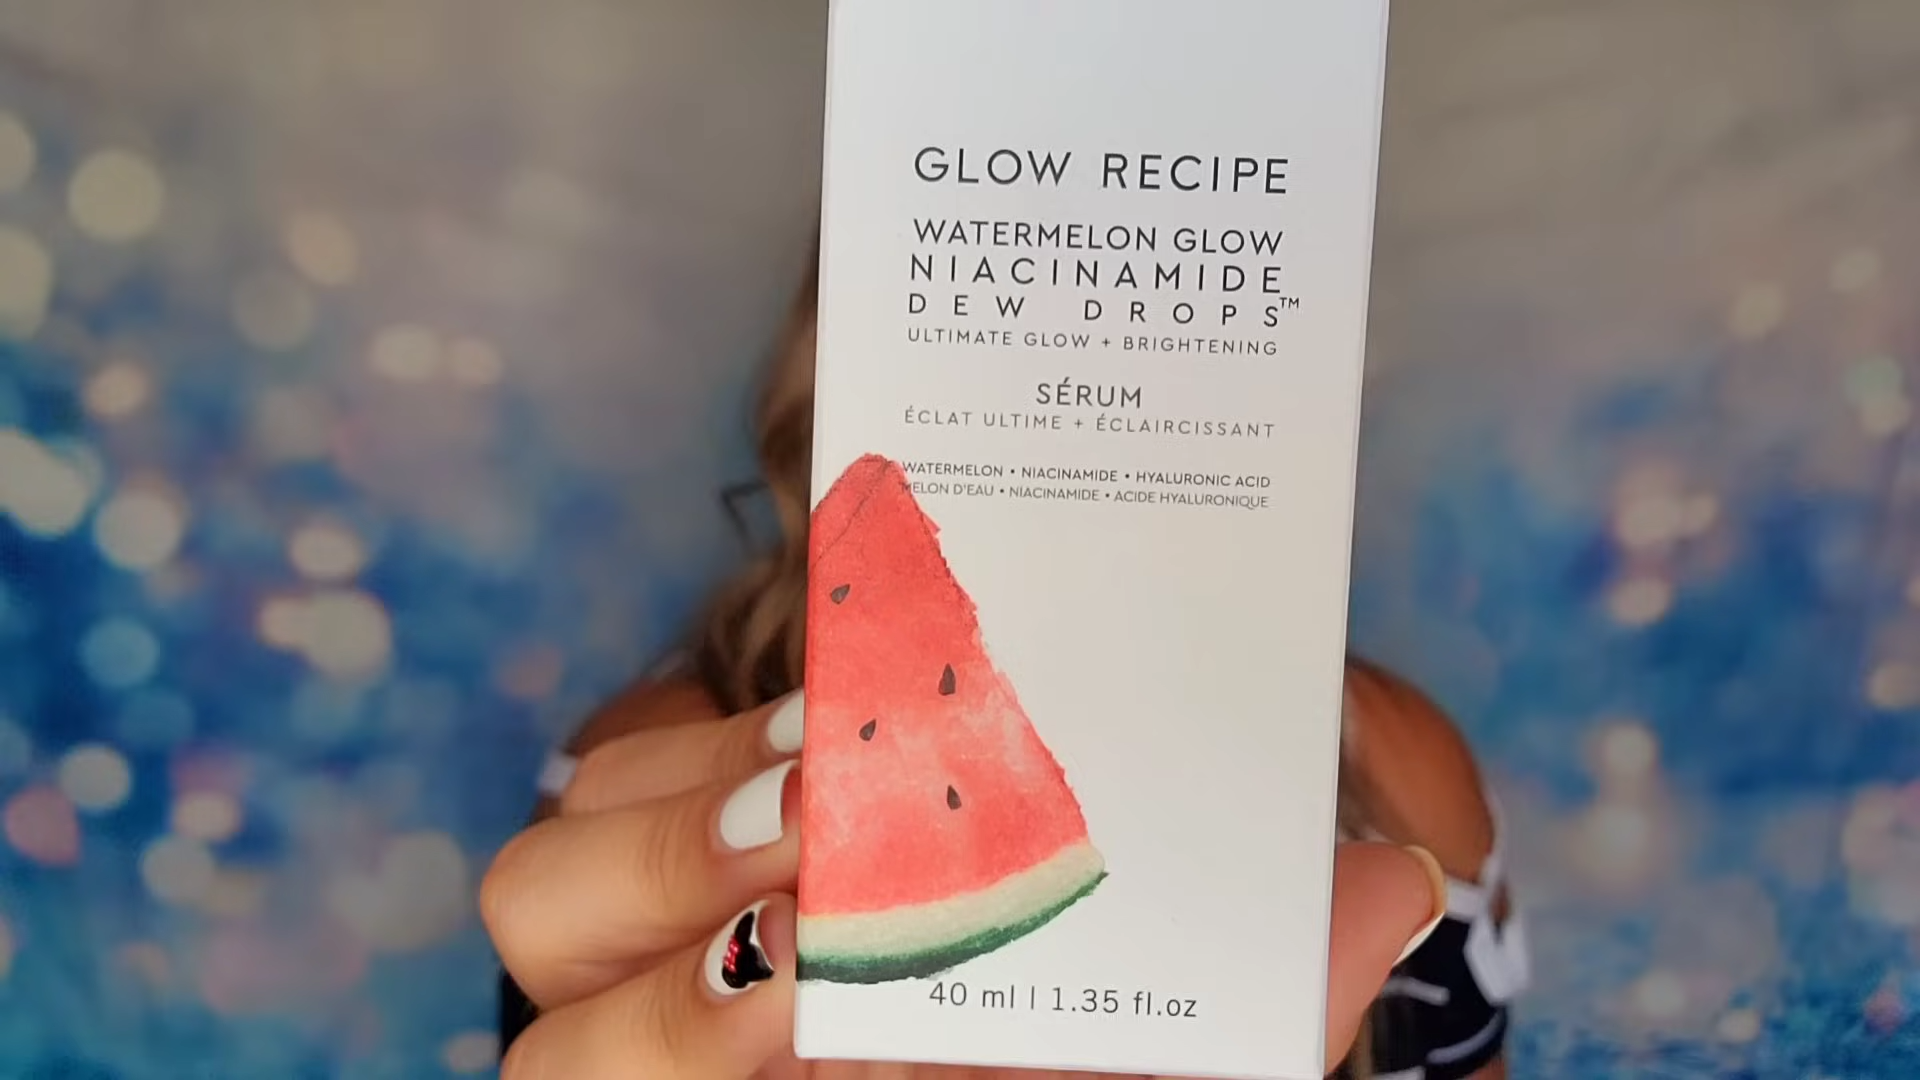 GLOW RECIPE
WATERMELON GLOW
NIACINAMIDE
DEW DROPS™
ULTIMATE GLOW + BRIGHTENING
SÉRUM
ÉCLAT ULTIME + ÉCLAIRCISSANT
WATERMELON • NIACINAMIDE • HYALURONIC ACID
MELON D'EAU • NIACINAMIDE • ACIDE HYALURONIQUE
40 ml | 1.35 fl.oz